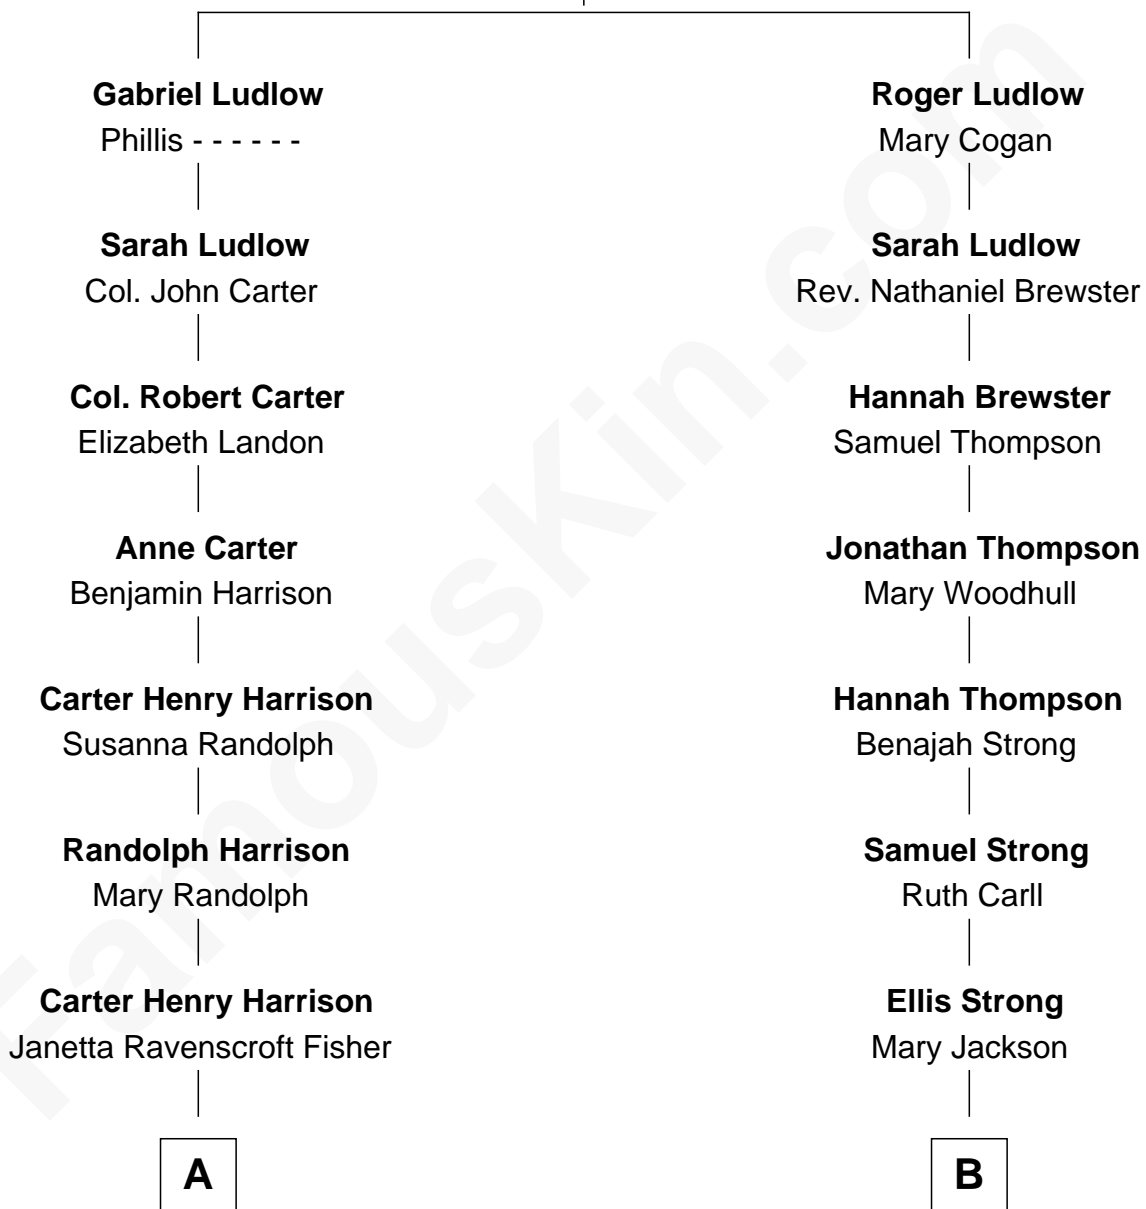 Gabriel Ludlow
Phillis - - - - - -
Sarah Ludlow
Col. John Carter
Col. Robert Carter
Elizabeth Landon
Anne Carter
Benjamin Harrison
Carter Henry Harrison
Susanna Randolph
Randolph Harrison
Mary Randolph
Carter Henry Harrison
Janetta Ravenscroft Fisher
A
Roger Ludlow
Mary Cogan
Sarah Ludlow
Rev. Nathaniel Brewster
Hannah Brewster
Samuel Thompson
Jonathan Thompson
Mary Woodhull
Hannah Thompson
Benajah Strong
Samuel Strong
Ruth Carll
Ellis Strong
Mary Jackson
B
FamousKin.com